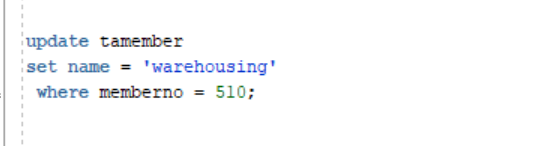 update tamember
set name = 'warehousing'
where memberno = 510;